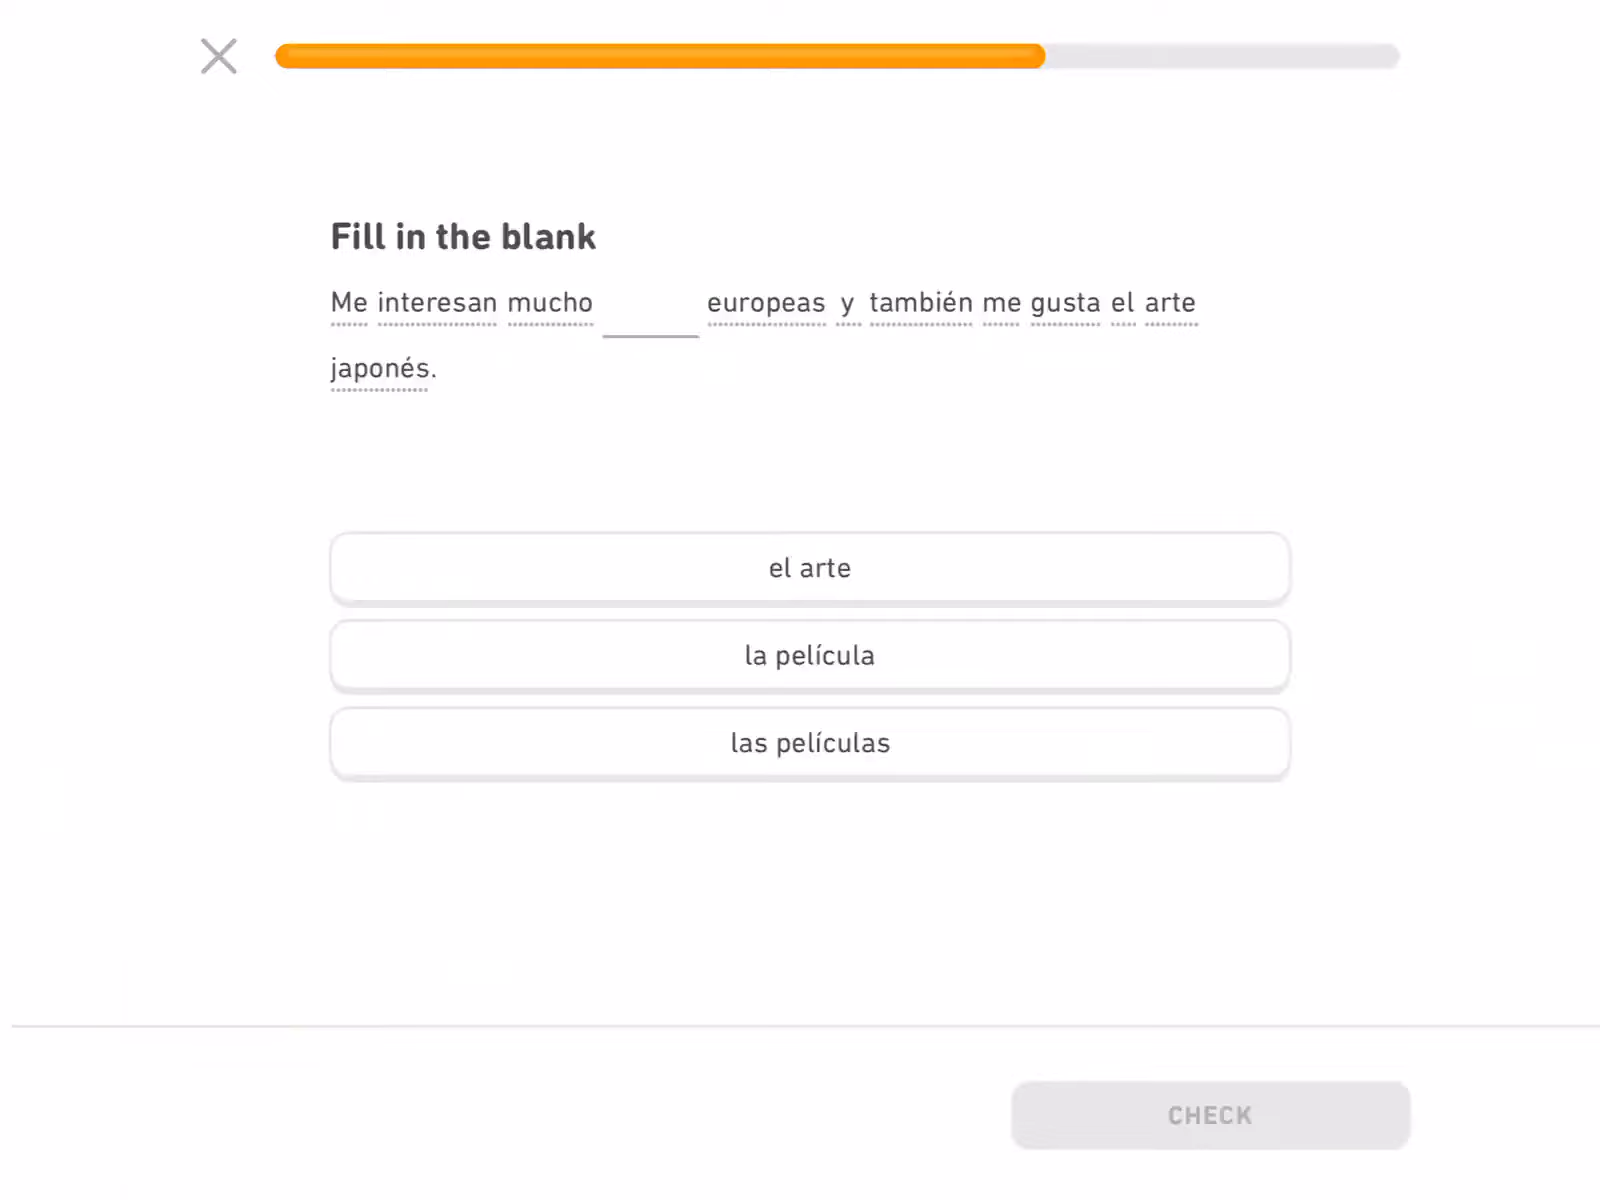 Fill in the blank
Me interesan mucho europeas y también me gusta el arte
japonés.
el arte
la película
las películas
CHECK